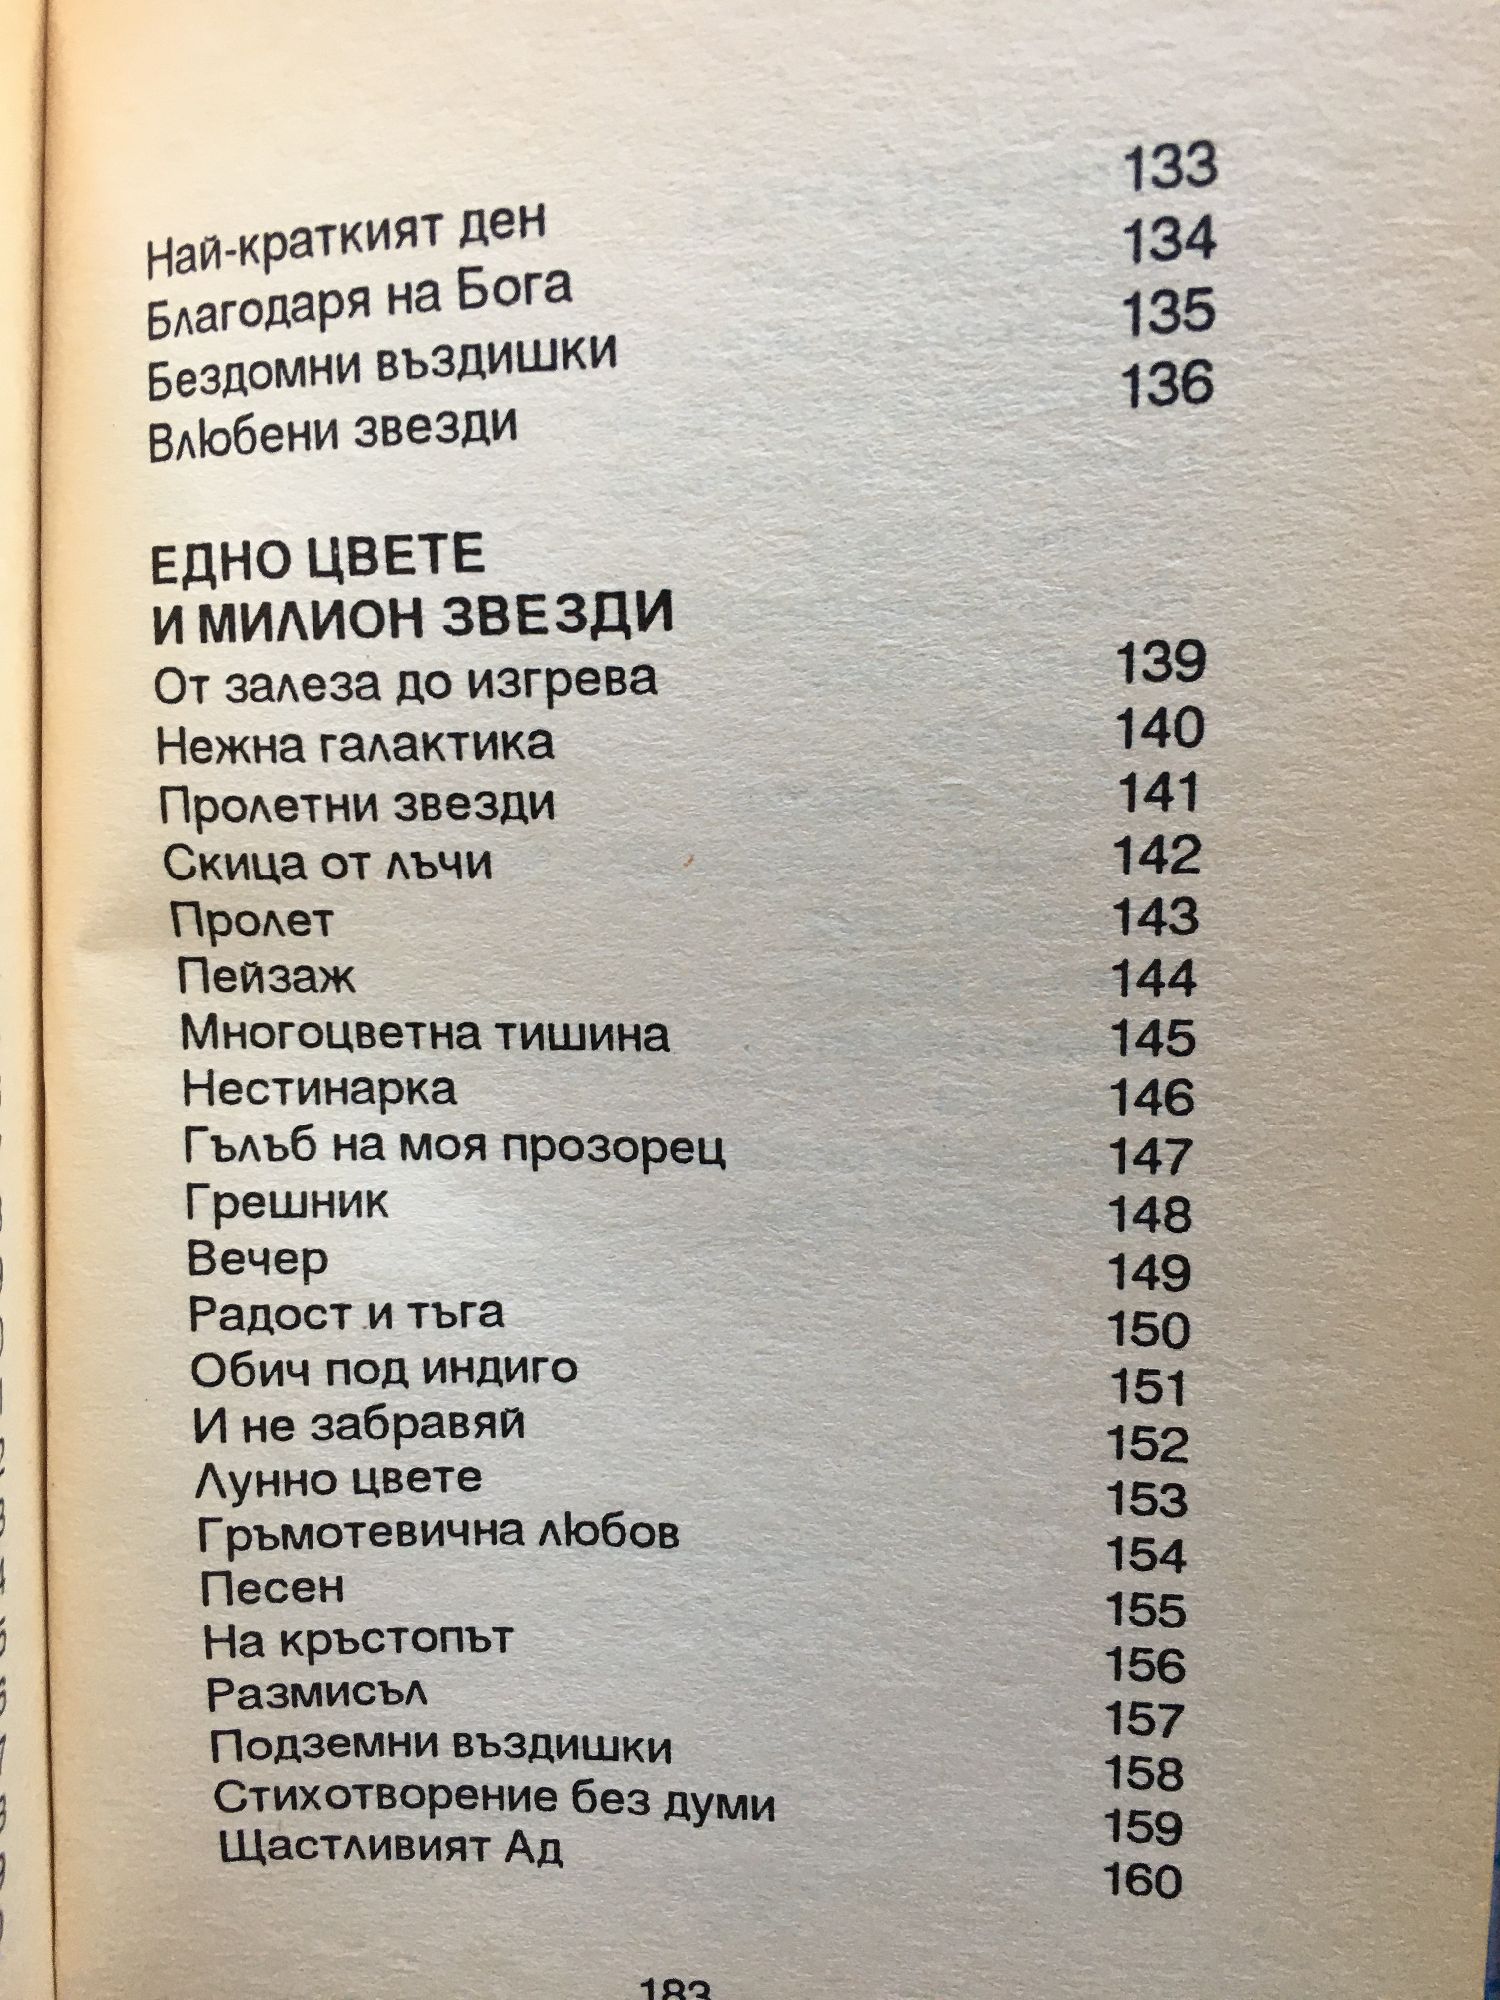 Най-краткият ден 133
Благодаря на Бога 134
Бездомни въздишки 135
Влюбени звезди 136
ЕДНО ЦВЕТЕ
И МИЛИОН ЗВЕЗДИ
От залеза до изгрева 139
Нежна галактика 140
Пролетни звезди 141
Скица от лъчи 142
Пролет 143
Пейзаж 144
Многоцветна тишина 145
Нестинарка 146
Гълъб на моя прозорец 147
Грешник 148
Вечер 149
Радост и тъга 150
Обич под индиго 151
И не забравяй 152
Лунно цвете 153
Гръмотевична любов 154
Песен 155
На кръстопът 156
Размисъл 157
Подземни въздишки 158
Стихотворение без думи 159
Щастливият Ад 160
183